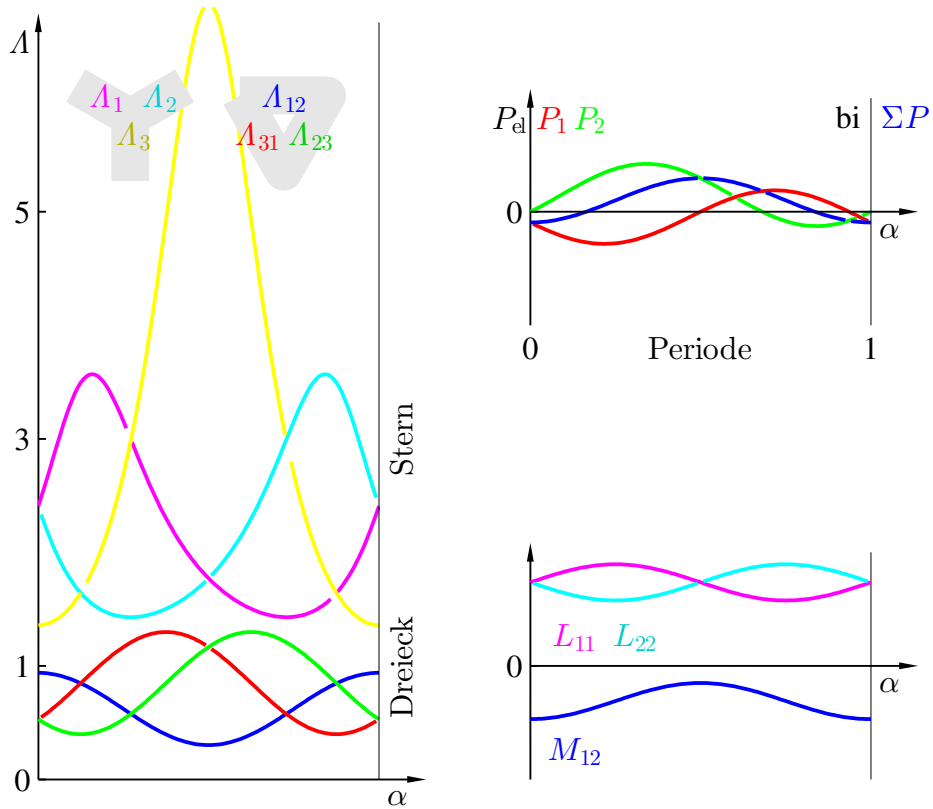 Λ
Λ1 Λ2
Λ3
Λ12
Λ31 Λ23
5
3
1
0
α
Stern
Dreieck
Pel P1 P2
bi ΣP
0
α
0 Periode 1
L11 L22
0
α
M12